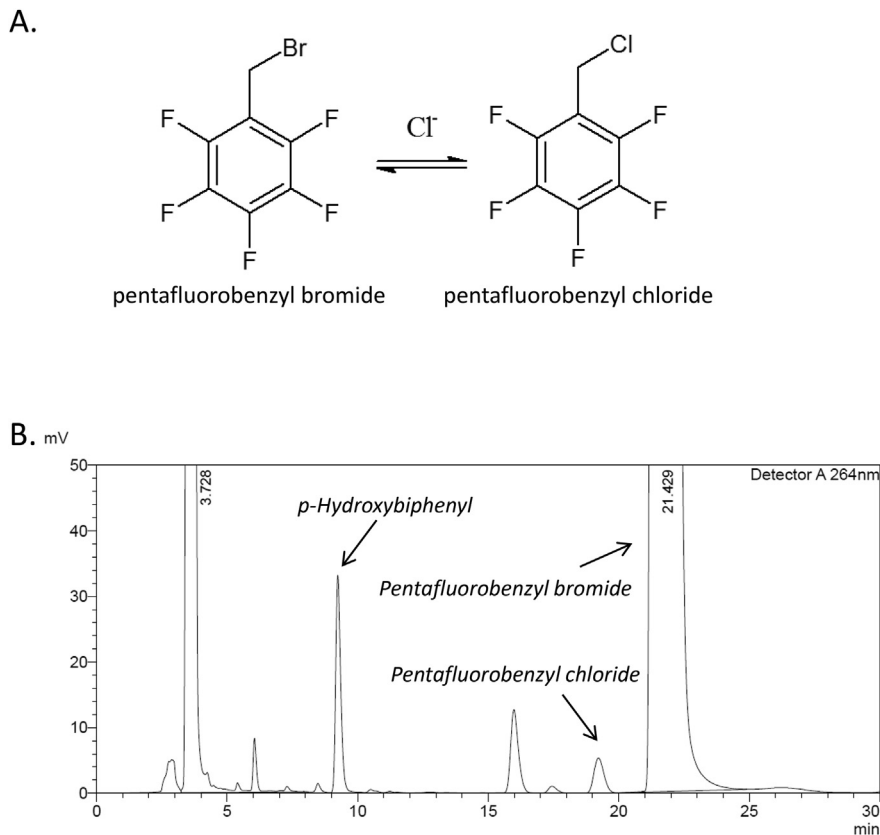 A.
Br
Cl
F F F F
Cl-
F F F F
F F
pentafluorobenzyl bromide pentafluorobenzyl chloride
B. mV
50
Detector A 264nm
3.728
21.429
p-Hydroxybiphenyl
40
Pentafluorobenzyl bromide
30
20
Pentafluorobenzyl chloride
10
0
0 5 10 15 20 25 30
min